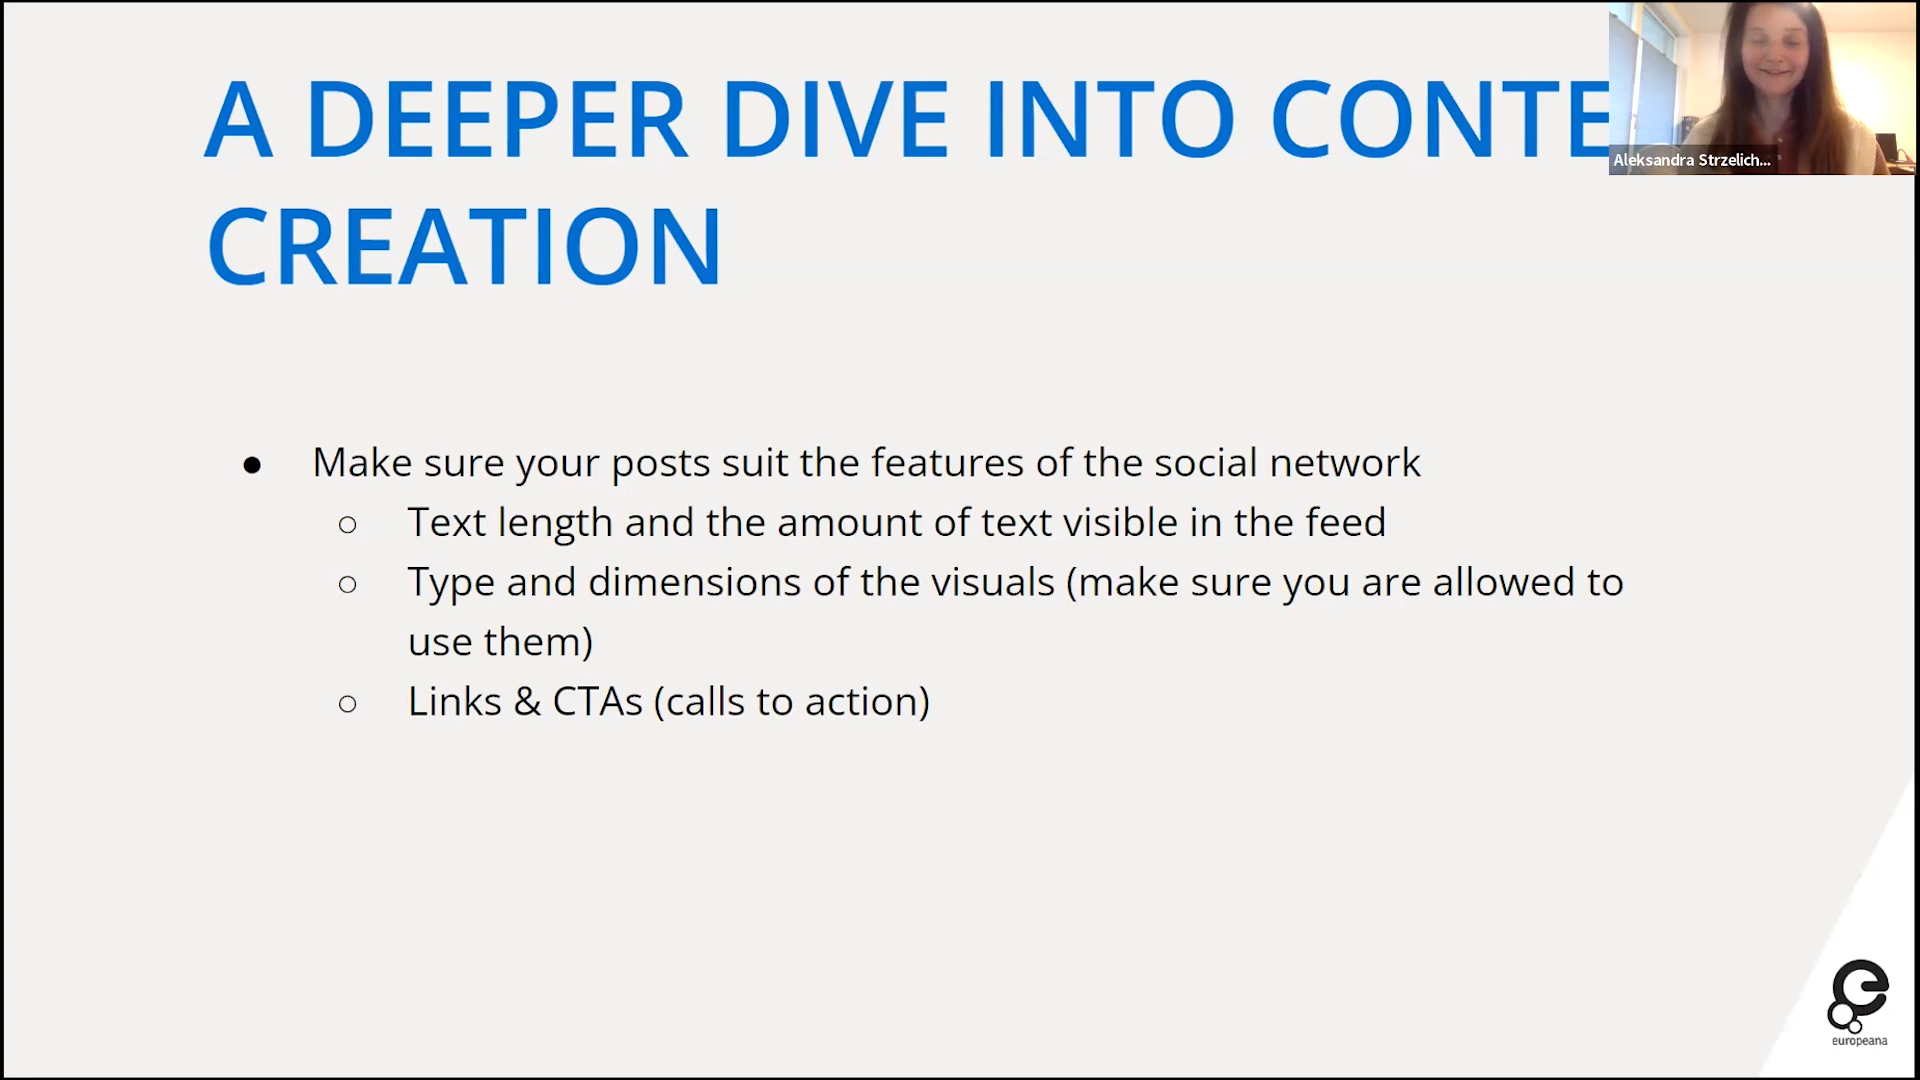 A DEEPER DIVE INTO CONTE
CREATION
Aleksandra Strzelich...
● Make sure your posts suit the features of the social network
○ Text length and the amount of text visible in the feed
○ Type and dimensions of the visuals (make sure you are allowed to
use them)
○ Links & CTAs (calls to action)
europeana